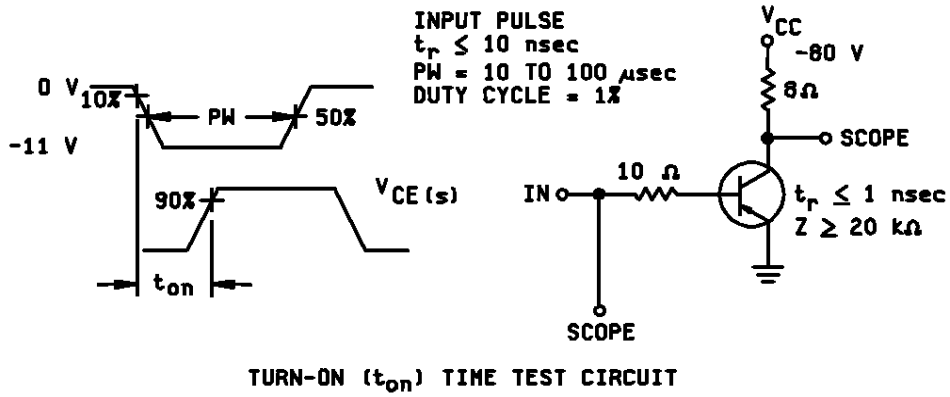 INPUT PULSE
t_r ≤ 10 nsec
PW = 10 TO 100 µsec
DUTY CYCLE = 1%
0 V
10%
PW
50%
-11 V
V_CE(s)
90%
t_on
V_CC
-80 V
8Ω
SCOPE
10 Ω
IN
t_r ≤ 1 nsec
Z ≥ 20 kΩ
SCOPE
TURN-ON (t_on) TIME TEST CIRCUIT